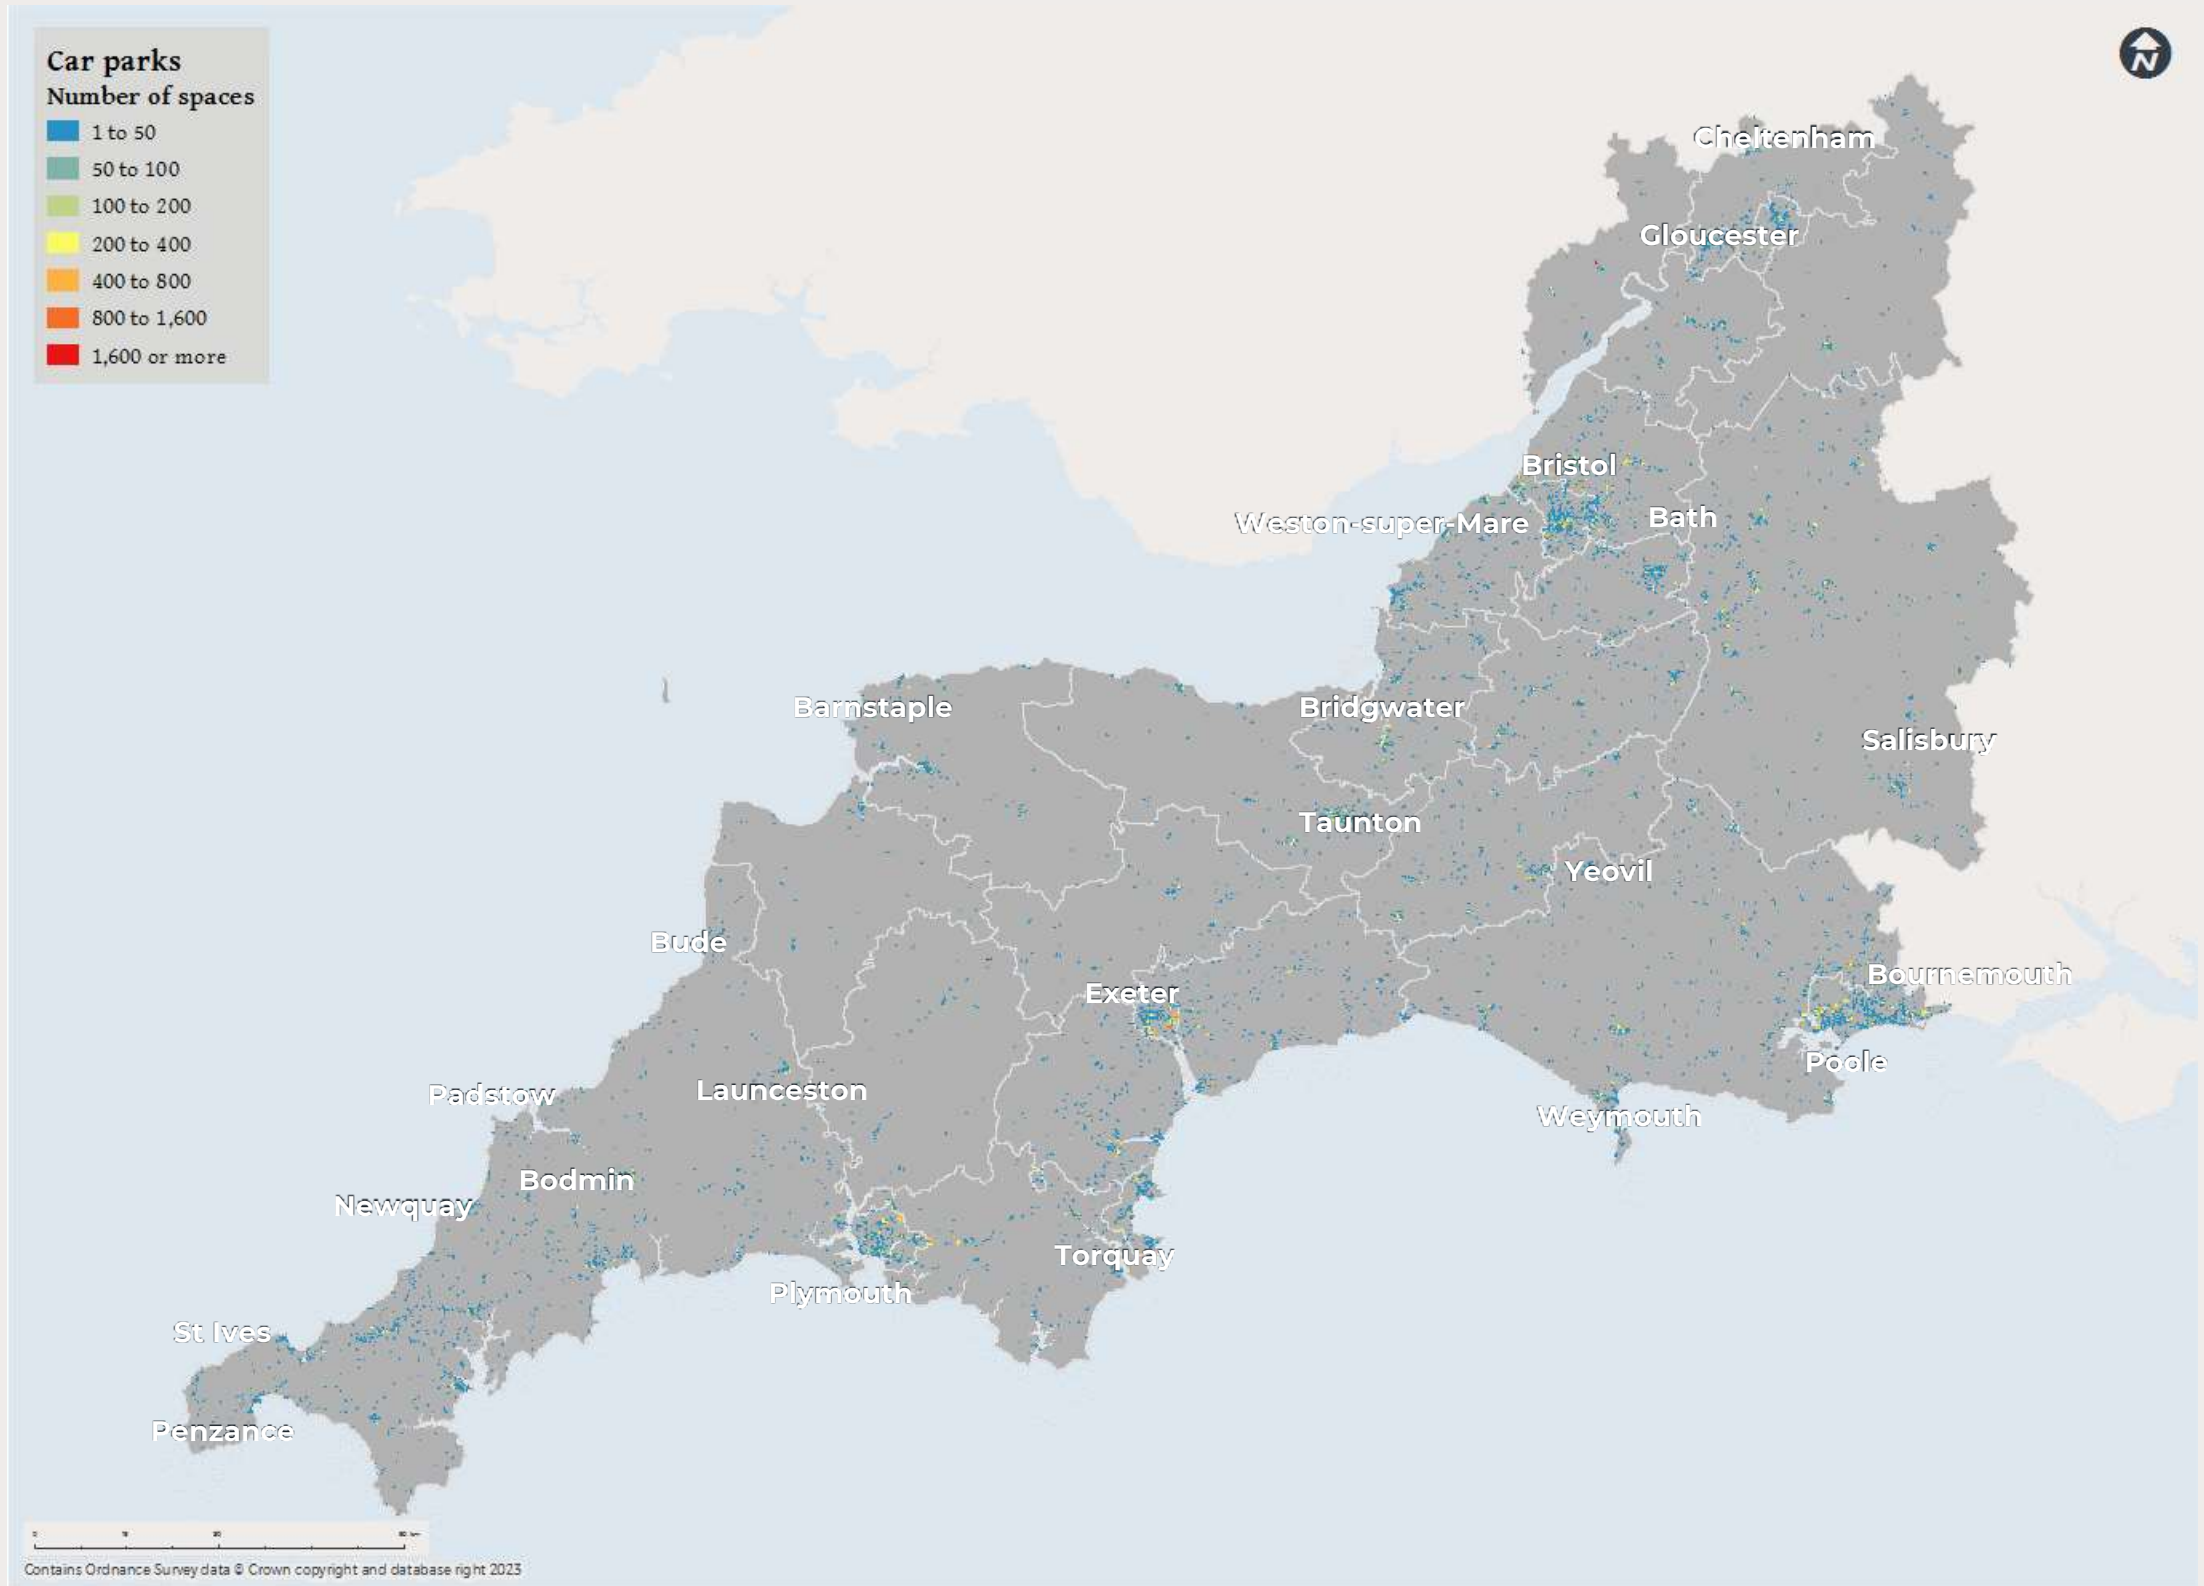 Car parks
Number of spaces
1 to 50
50 to 100
100 to 200
200 to 400
400 to 800
800 to 1,600
1,600 or more
N
Cheltenham
Gloucester
Bristol
Weston-super-Mare
Bath
Barnstaple
Bridgwater
Salisbury
Taunton
Yeovil
Bude
Exeter
Bournemouth
Poole
Padstow
Launceston
Weymouth
Bodmin
Newquay
Torquay
Plymouth
St Ives
Penzance
Contains Ordnance Survey data © Crown copyright and database right 2023